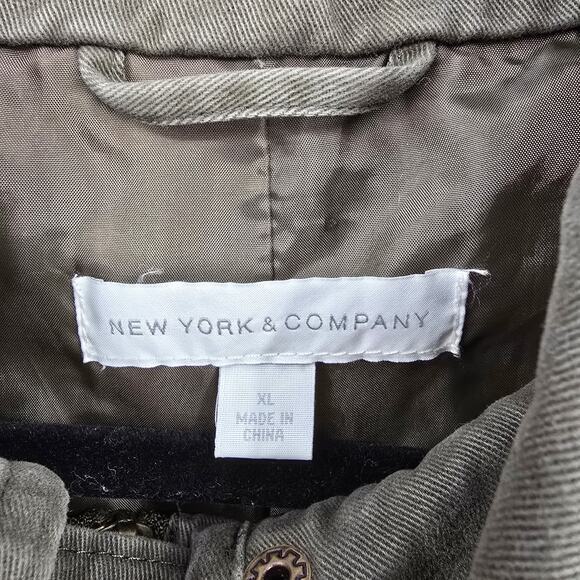 NEW YORK & COMPANY
XL
MADE IN
CHINA